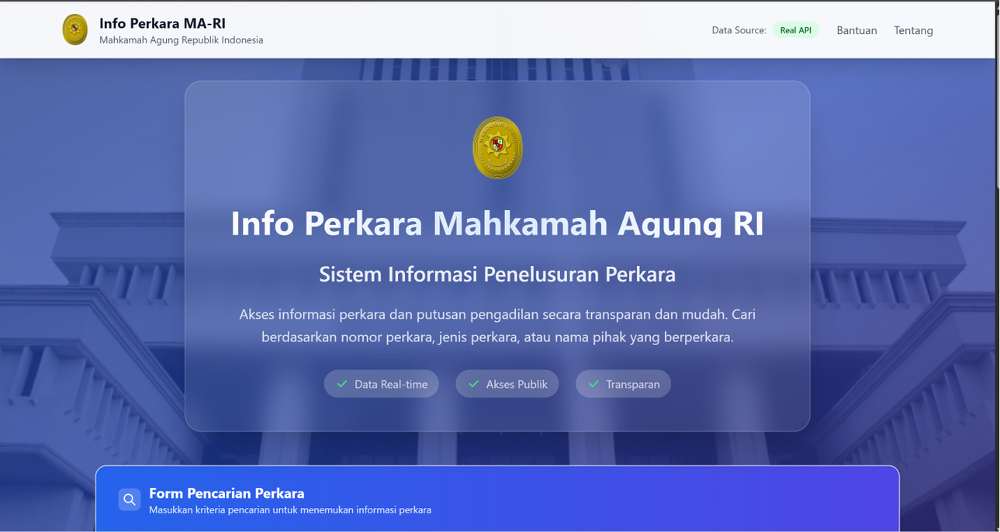 Info Perkara MA-RI
Mahkamah Agung Republik Indonesia
Data Source: Real API Bantuan Tentang
Info Perkara Mahkamah Agung RI
Sistem Informasi Penelusuran Perkara
Akses informasi perkara dan putusan pengadilan secara transparan dan mudah. Cari
berdasarkan nomor perkara, jenis perkara, atau nama pihak yang berperkara.
Data Real-time Akses Publik Transparan
Form Pencarian Perkara
Masukkan kriteria pencarian untuk menemukan informasi perkara